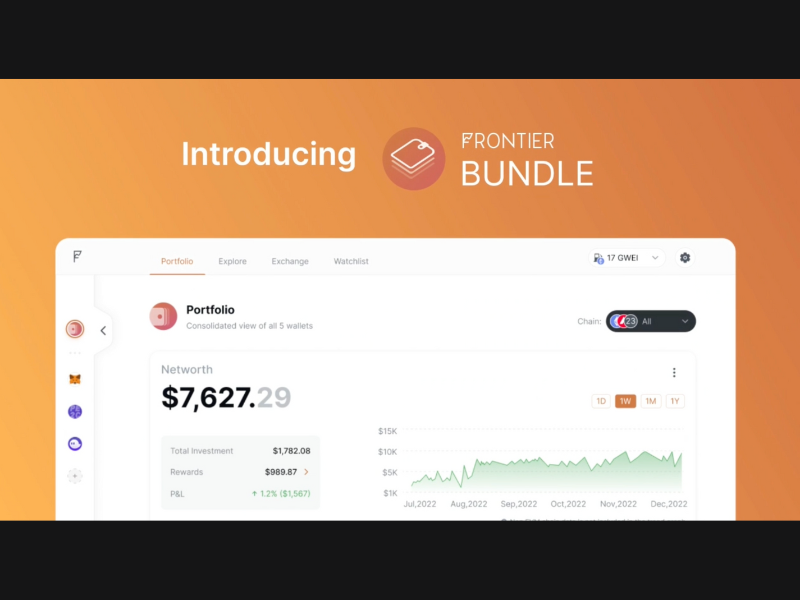 Introducing
FRONTIER
BUNDLE
Portfolio Explore Exchange Watchlist
17 GWEI
Portfolio
Consolidated view of all 5 wallets
Chain: 23 All
Networth
$7,627.29
1D 1W 1M 1Y
Total Investment $1,782.08
Rewards $989.87
P&L 1.2% ($1,567)
$15K
$10K
$5K
$1K
Jul,2022 Aug,2022 Sep,2022 Oct,2022 Nov,2022 Dec,2022